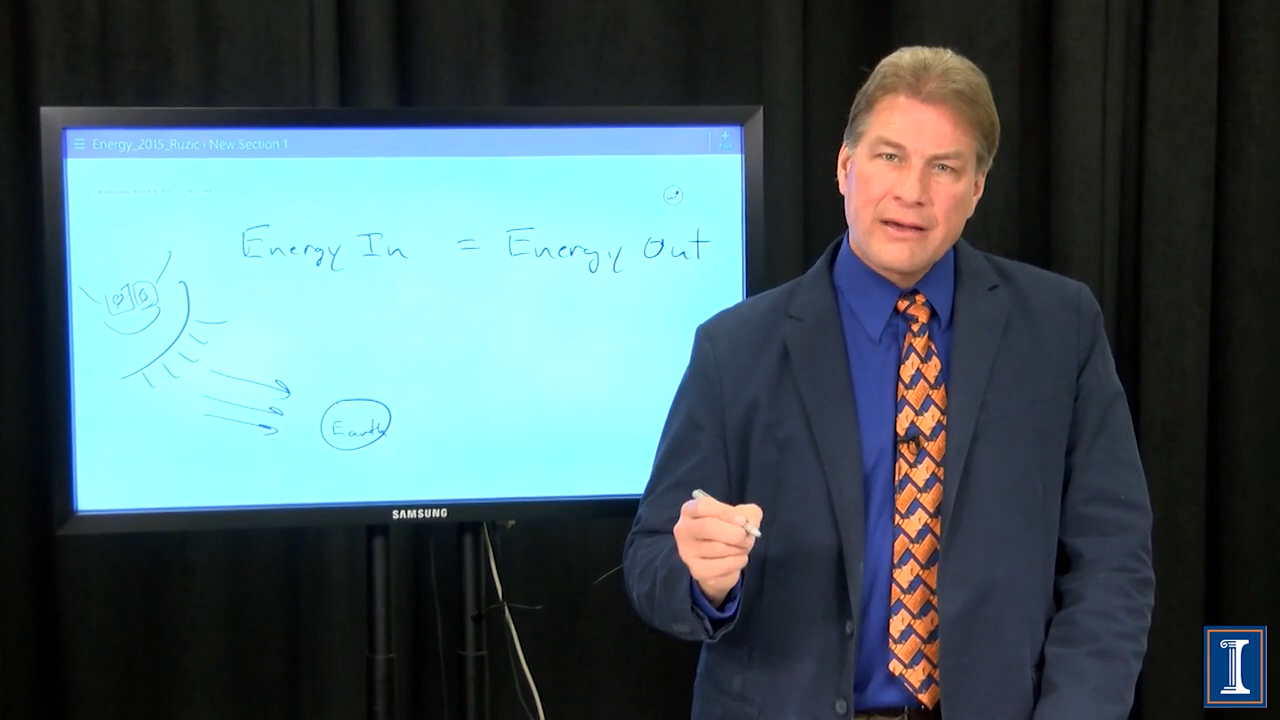 Energy_2015_Ruzic › New Section 1
Energy In = Energy Out
Earth
SAMSUNG
I